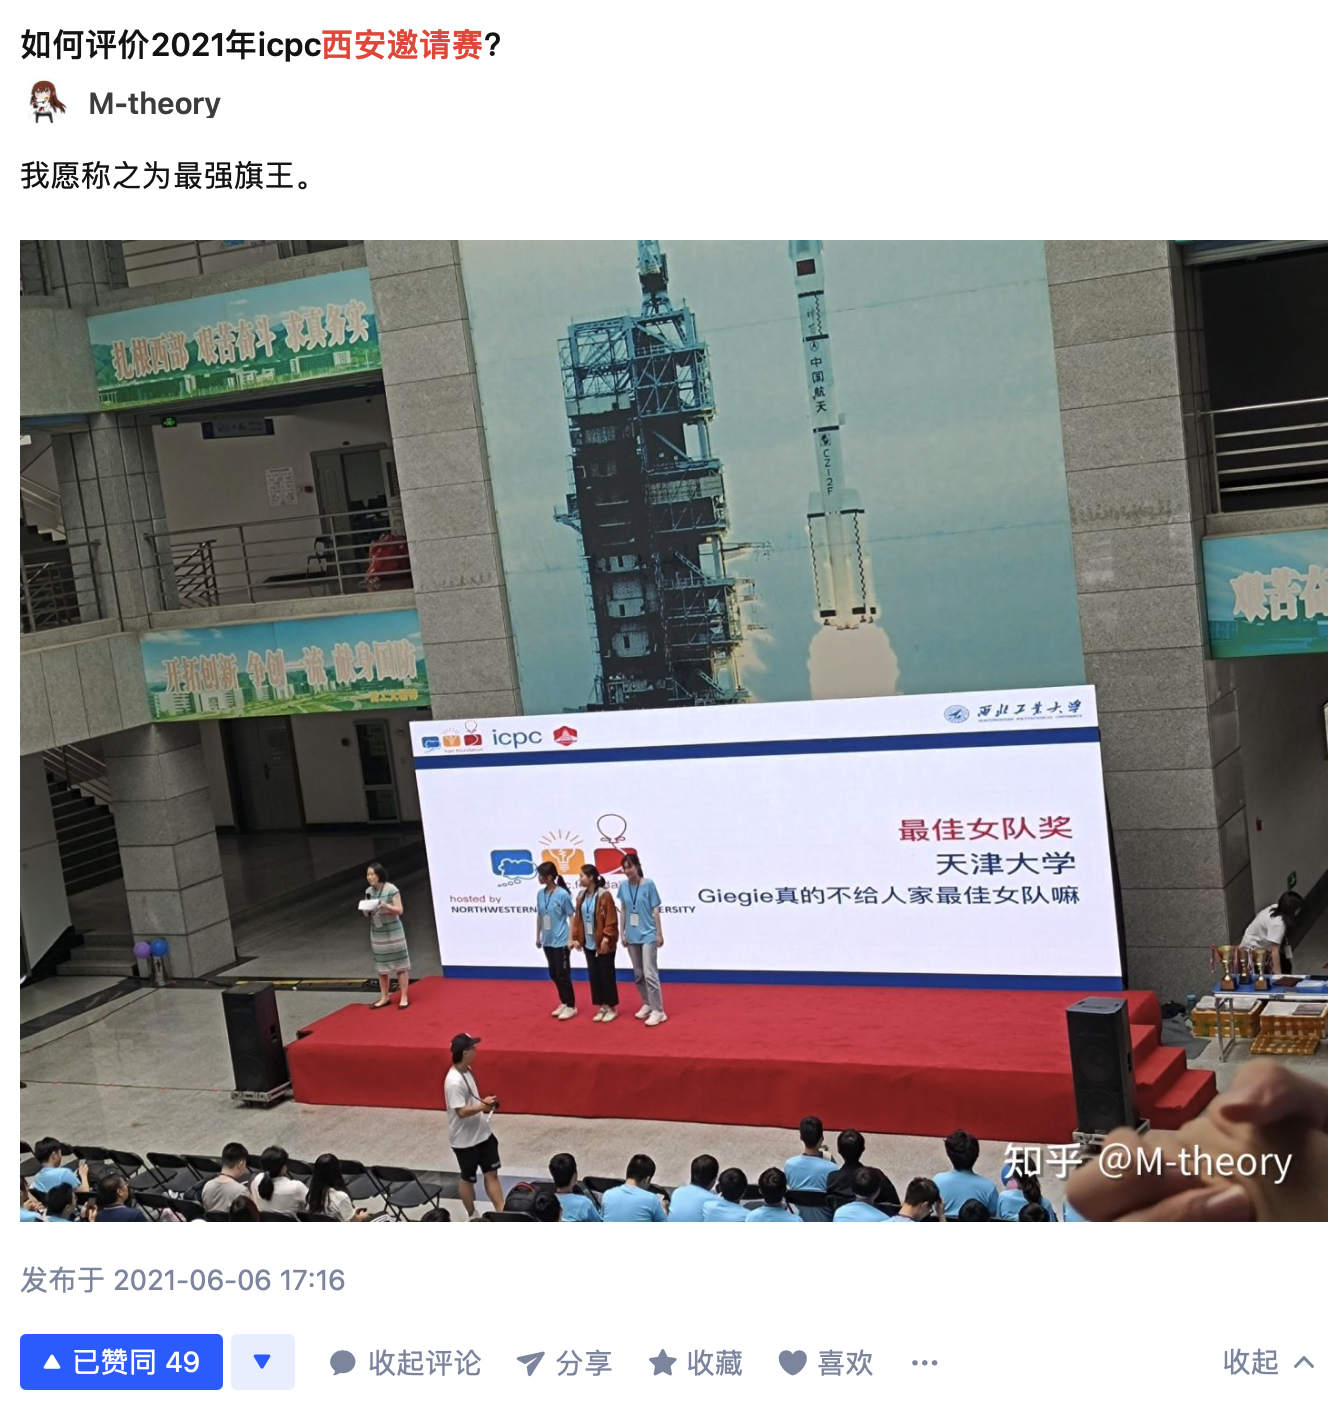 如何评价2021年icpc西安邀请赛?
M-theory
我愿称之为最强旗王。
扎根西部 艰苦奋斗 求真务实
中国航天
CZ-2F
艰苦奋
开拓创新 争创一流 献身国防
icpc
西北工业大学
最佳女队奖
天津大学
Giegie真的不给人家最佳女队嘛
hosted by
NORTHWESTERN
ERSITY
知乎 @M-theory
发布于 2021-06-06 17:16
已赞同 49
收起评论
分享
收藏
喜欢
收起